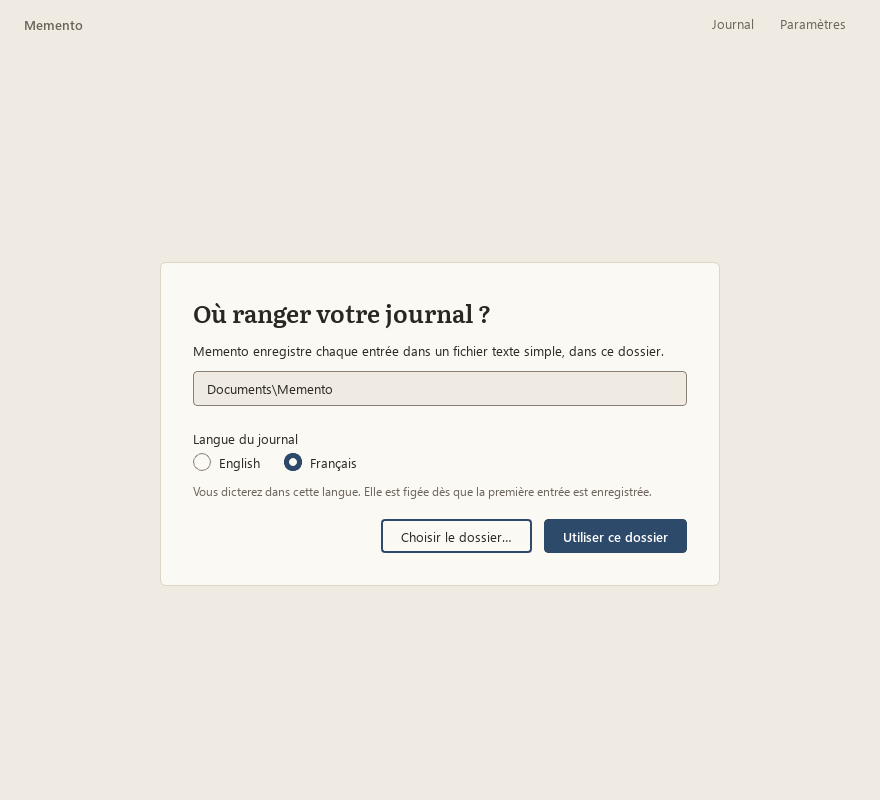 Memento
Journal
Paramètres
Où ranger votre journal ?
Memento enregistre chaque entrée dans un fichier texte simple, dans ce dossier.
Documents\Memento
Langue du journal
English
Français
Vous dicterez dans cette langue. Elle est figée dès que la première entrée est enregistrée.
Choisir le dossier...
Utiliser ce dossier